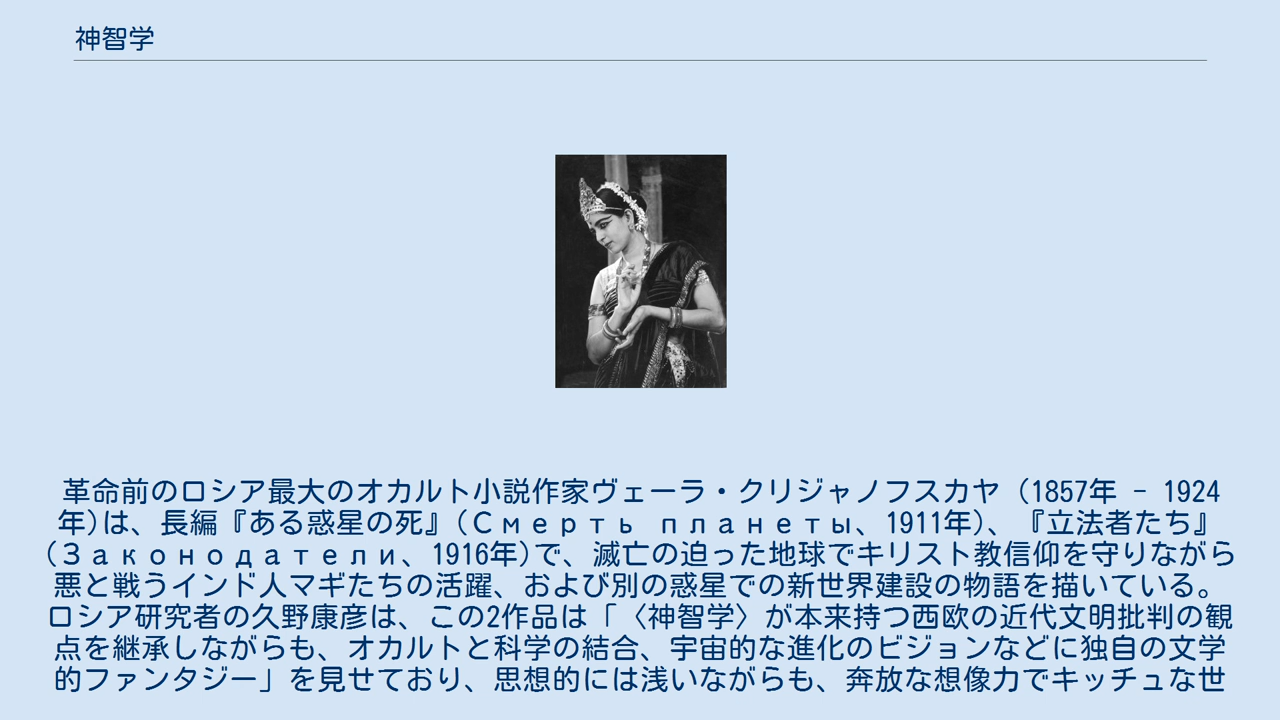 神智学
革命前のロシア最大のオカルト小説作家ヴェーラ・クリジャノフスカヤ (1857年 - 1924
年)は、長編『ある惑星の死』(Смерть планеты、1911年)、『立法者たち』
(Законодатели、1916年)で、滅亡の迫った地球でキリスト教信仰を守りながら
悪と戦うインド人マギたちの活躍、および別の惑星での新世界建設の物語を描いている。
ロシア研究者の久野康彦は、この2作品は「〈神智学〉が本来持つ西欧の近代文明批判の観
点を継承しながらも、オカルトと科学の結合、宇宙的な進化のビジョンなどに独自の文学
的ファンタジー」を見せており、思想的には浅いながらも、奔放な想像力でキッチュな世